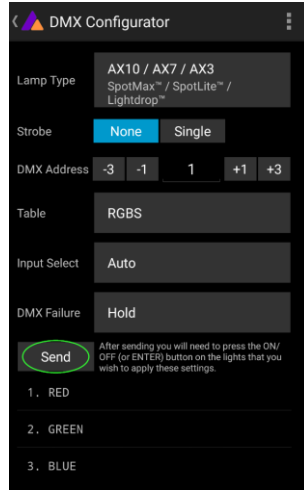 DMX Configurator
Lamp Type
AX10 / AX7 / AX3
SpotMax™ / SpotLite™ /
Lightdrop™
Strobe
None Single
DMX Address -3 -1 1 +1 +3
Table RGBS
Input Select Auto
DMX Failure Hold
Send
After sending you will need to press the ON/
OFF (or ENTER) button on the lights that you
wish to apply these settings.
1. RED
2. GREEN
3. BLUE